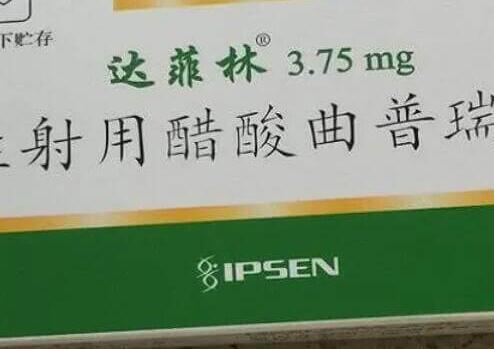 下贮存
达菲林® 3.75 mg
射用醋酸曲普瑞
IPSEN